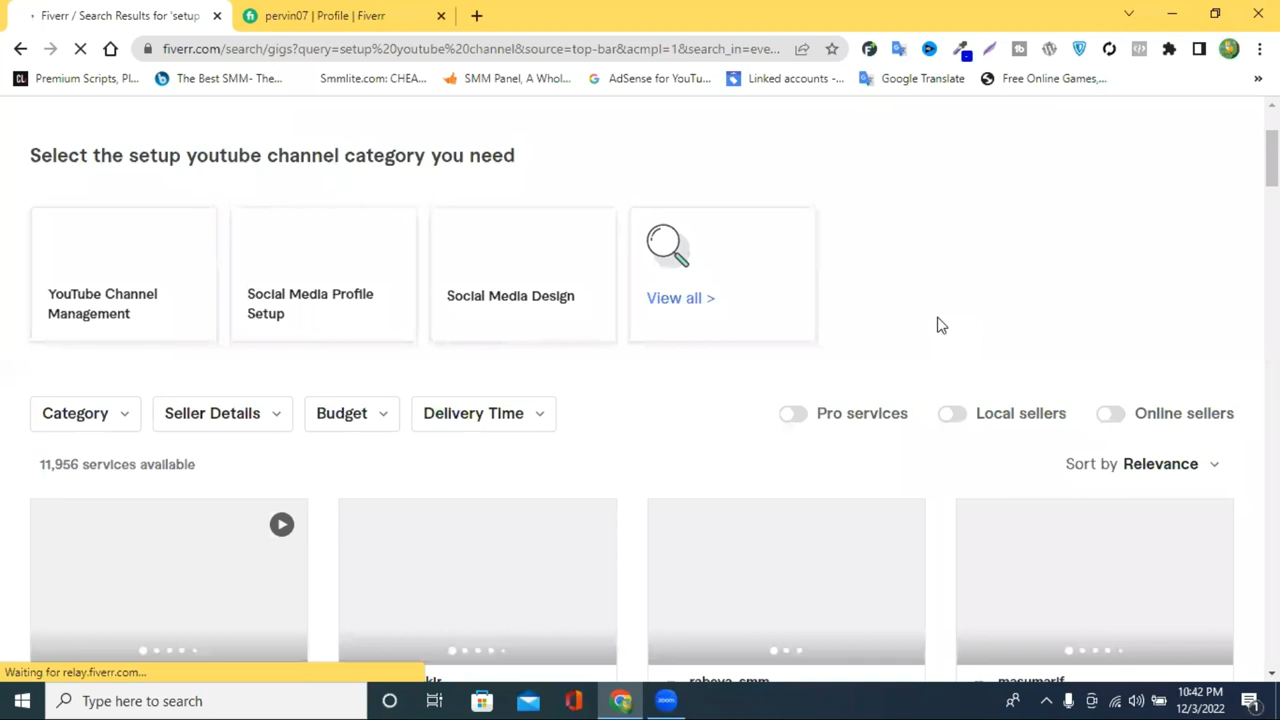 Fiverr / Search Results for 'setup
pervin07 | Profile | Fiverr
fiverr.com/search/gigs?query=setup%20youtube%20channel&source=top-bar&acmpl=1&search_in=eve...
Premium Scripts, Pl...
The Best SMM- The...
Smmlite.com: CHEA...
SMM Panel, A Whol...
AdSense for YouTu...
Linked accounts -...
Google Translate
Free Online Games,...
Select the setup youtube channel category you need
YouTube Channel
Management
Social Media Profile
Setup
Social Media Design
View all >
Category
Seller Details
Budget
Delivery Time
Pro services
Local sellers
Online sellers
11,956 services available
Sort by Relevance
rabeya_smm
masumarif
Waiting for relay.fiverr.com...
Type here to search
zoom
10:42 PM
12/3/2022